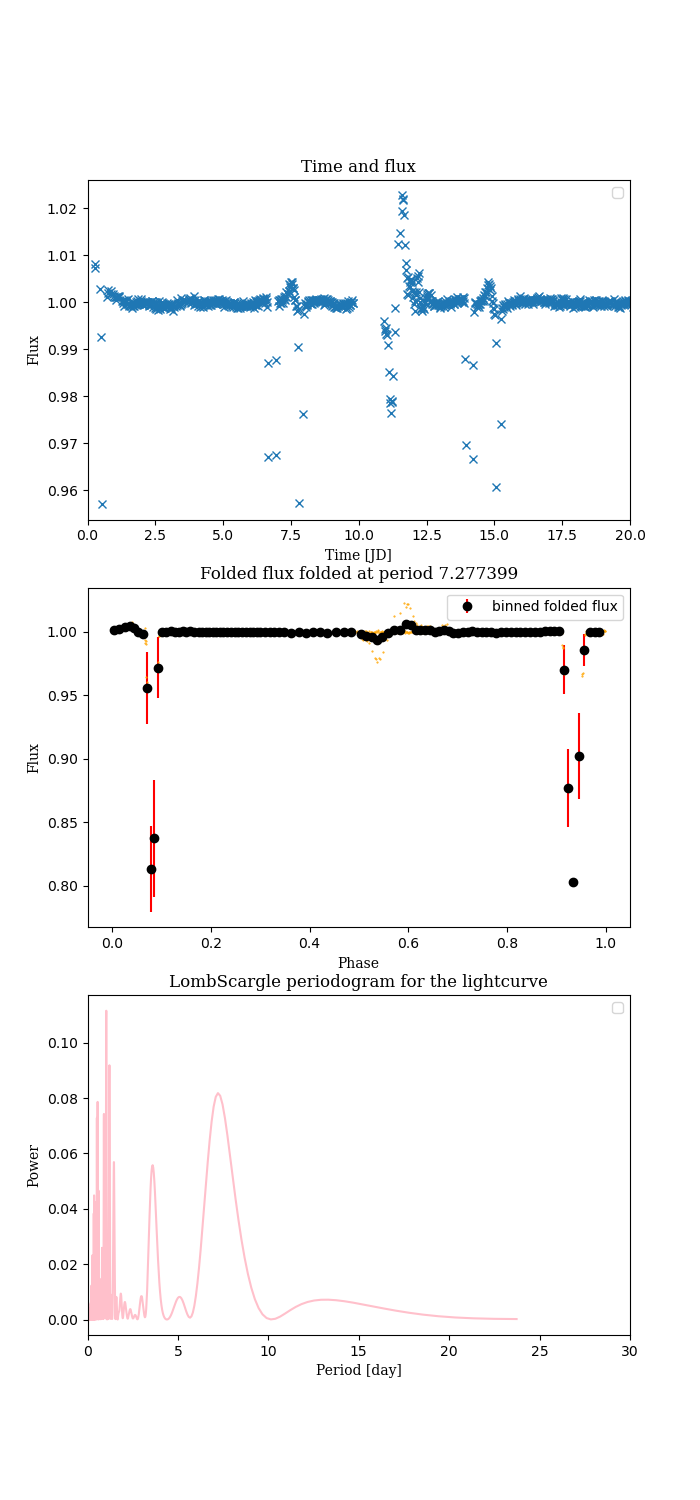 Time and flux
1.02
1.01
1.00
0.99
0.98
0.97
0.96
Flux
0.0 2.5 5.0 7.5 10.0 12.5 15.0 17.5 20.0
Time [JD]
Folded flux folded at period 7.277399
binned folded flux
1.00
0.95
0.90
0.85
0.80
Flux
0.0 0.2 0.4 0.6 0.8 1.0
Phase
LombScargle periodogram for the lightcurve
0.10
0.08
0.06
0.04
0.02
0.00
Power
0 5 10 15 20 25 30
Period [day]